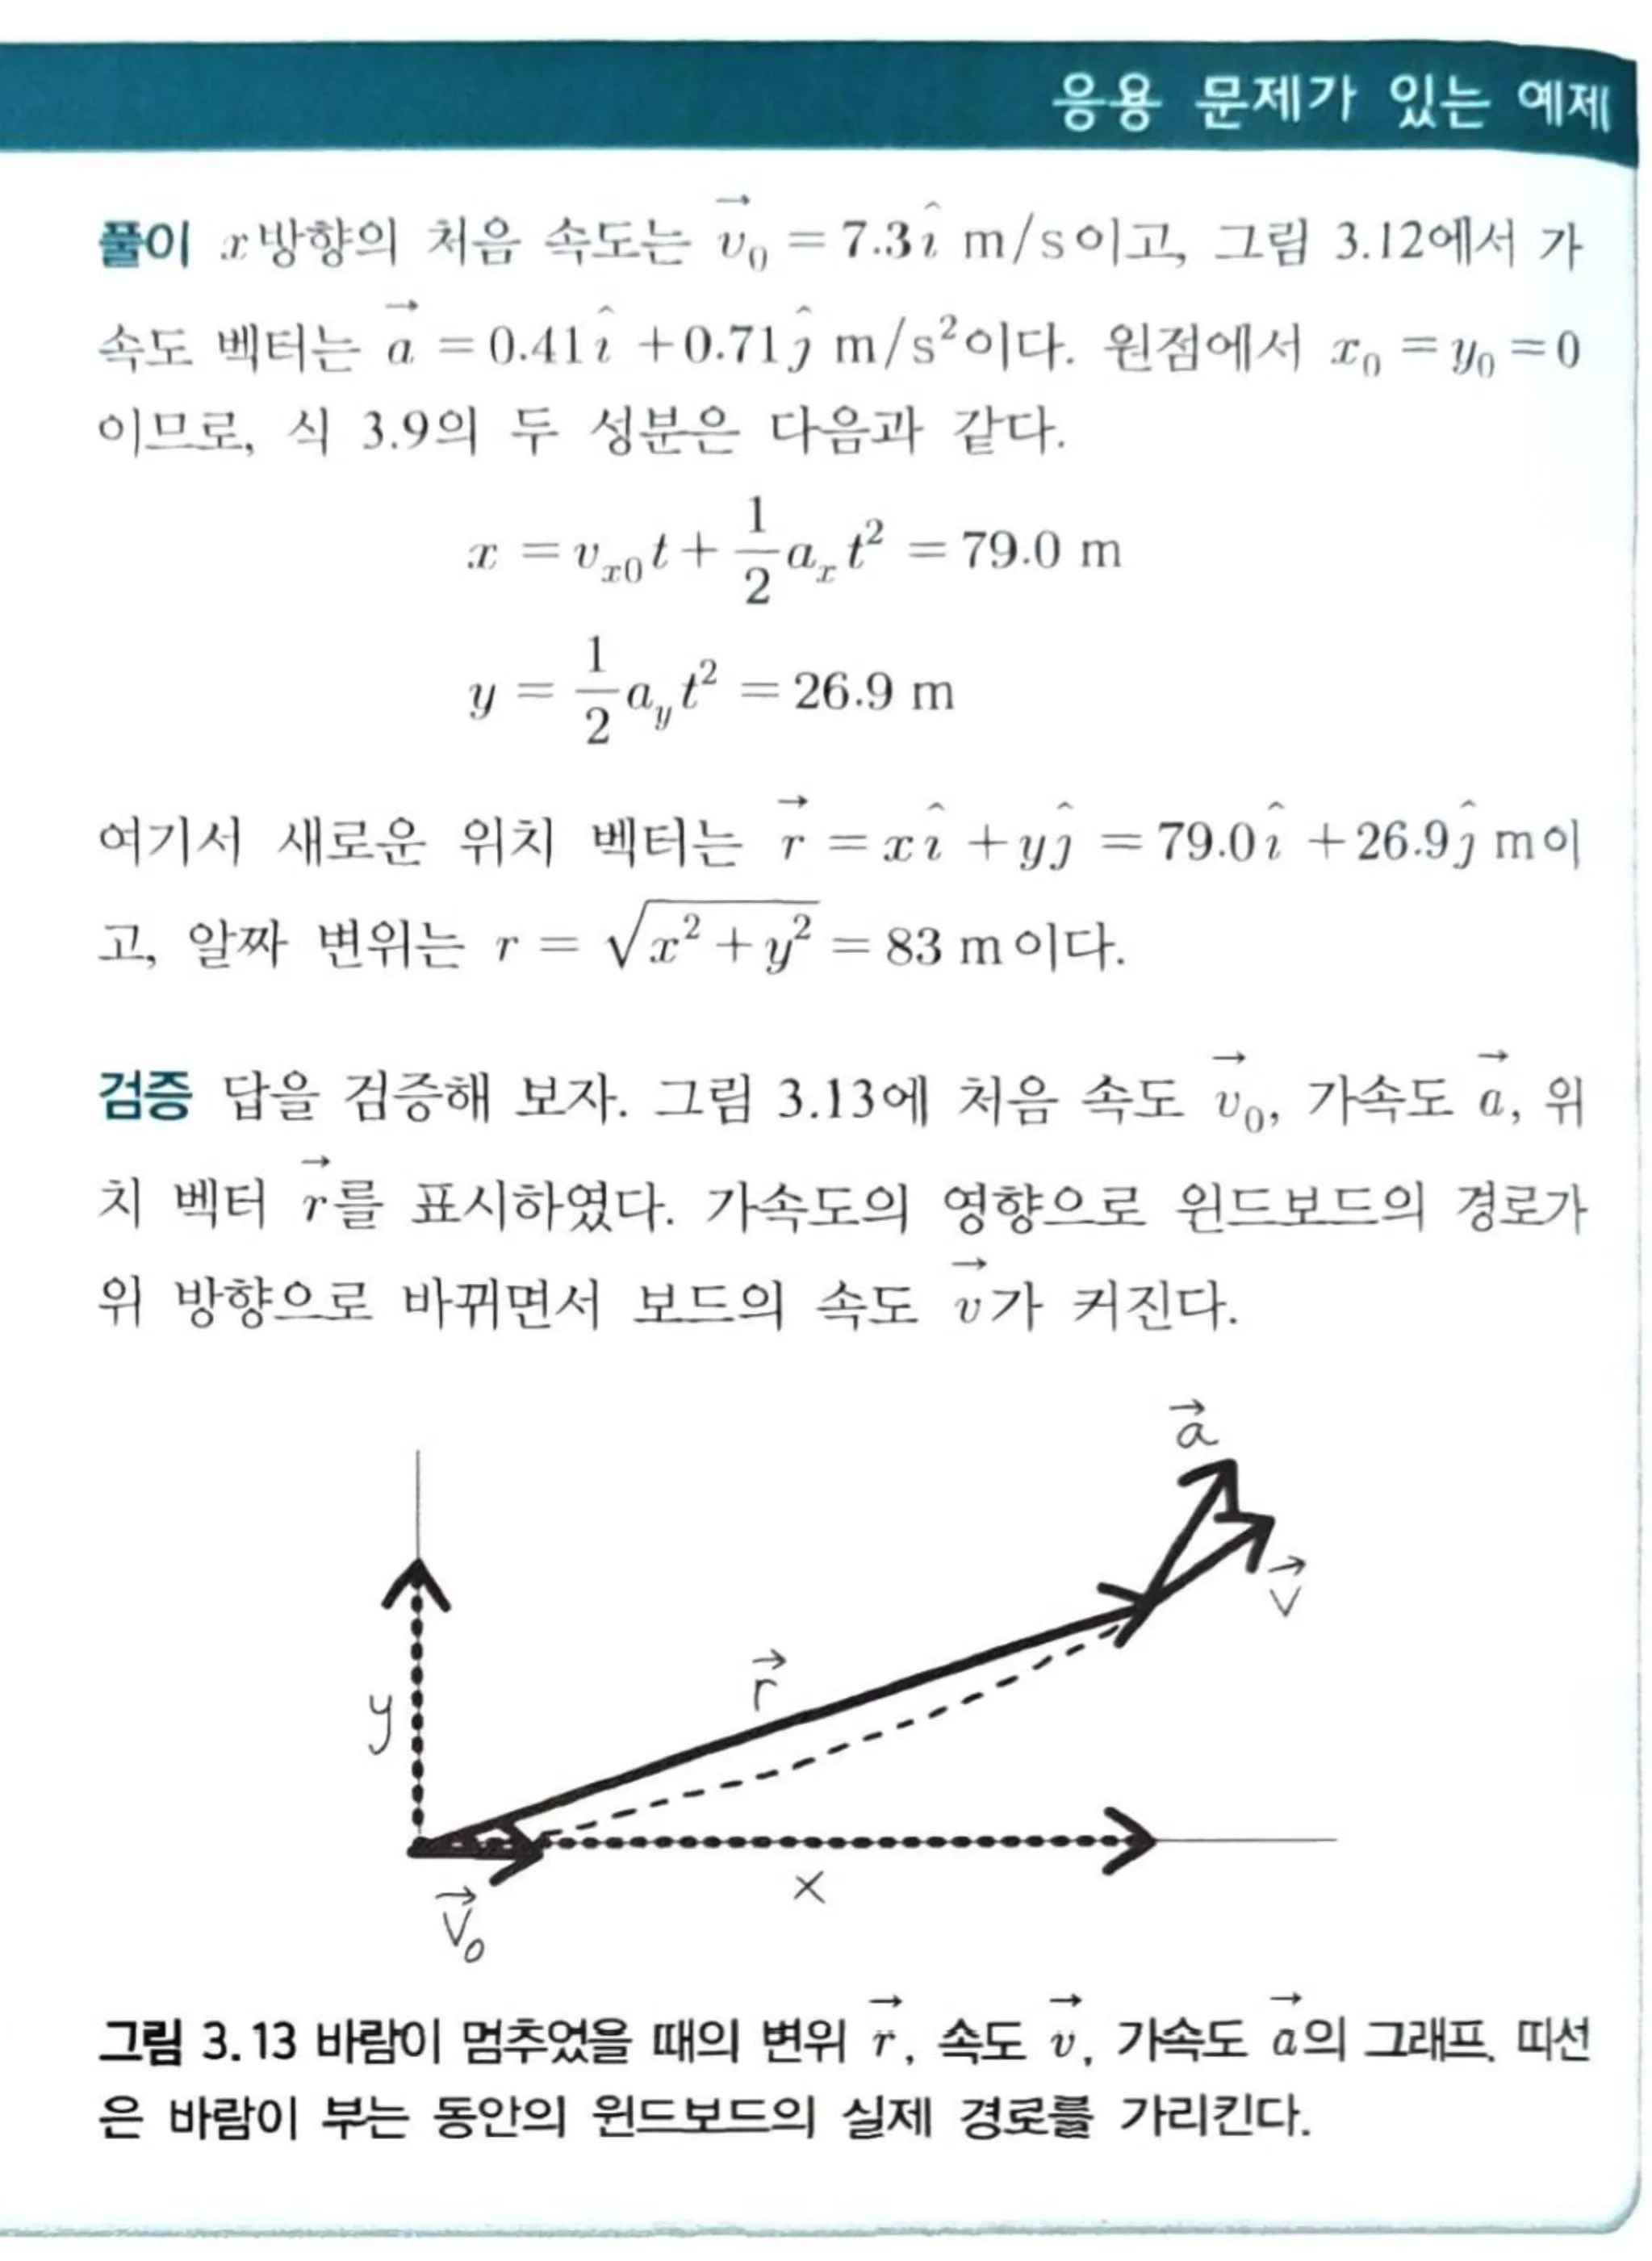 응용 문제가 있는 예제
풀이 x방향의 처음 속도는 $\vec{v}_0 = 7.3\hat{i}$ m/s이고, 그림 3.12에서 가
속도 벡터는 $\vec{a} = 0.41\hat{i} + 0.71\hat{j}$ m/s²이다. 원점에서 $x_0 = y_0 = 0$
이므로, 식 3.9의 두 성분은 다음과 같다.
$x = v_{x0}t + \frac{1}{2}a_x t^2 = 79.0$ m
$y = \frac{1}{2}a_y t^2 = 26.9$ m
여기서 새로운 위치 벡터는 $\vec{r} = x\hat{i} + y\hat{j} = 79.0\hat{i} + 26.9\hat{j}$ m이
고, 알짜 변위는 $r = \sqrt{x^2 + y^2} = 83$ m이다.
검증 답을 검증해 보자. 그림 3.13에 처음 속도 $\vec{v}_0$, 가속도 $\vec{a}$, 위
치 벡터 $\vec{r}$를 표시하였다. 가속도의 영향으로 윈드보드의 경로가
위 방향으로 바뀌면서 보드의 속도 $\vec{v}$가 커진다.
$\vec{a}$
$\vec{v}$
$\vec{r}$
y
x
$\vec{v}_0$
그림 3.13 바람이 멈추었을 때의 변위 $\vec{r}$, 속도 $\vec{v}$, 가속도 $\vec{a}$의 그래프. 띠선
은 바람이 부는 동안의 윈드보드의 실제 경로를 가리킨다.